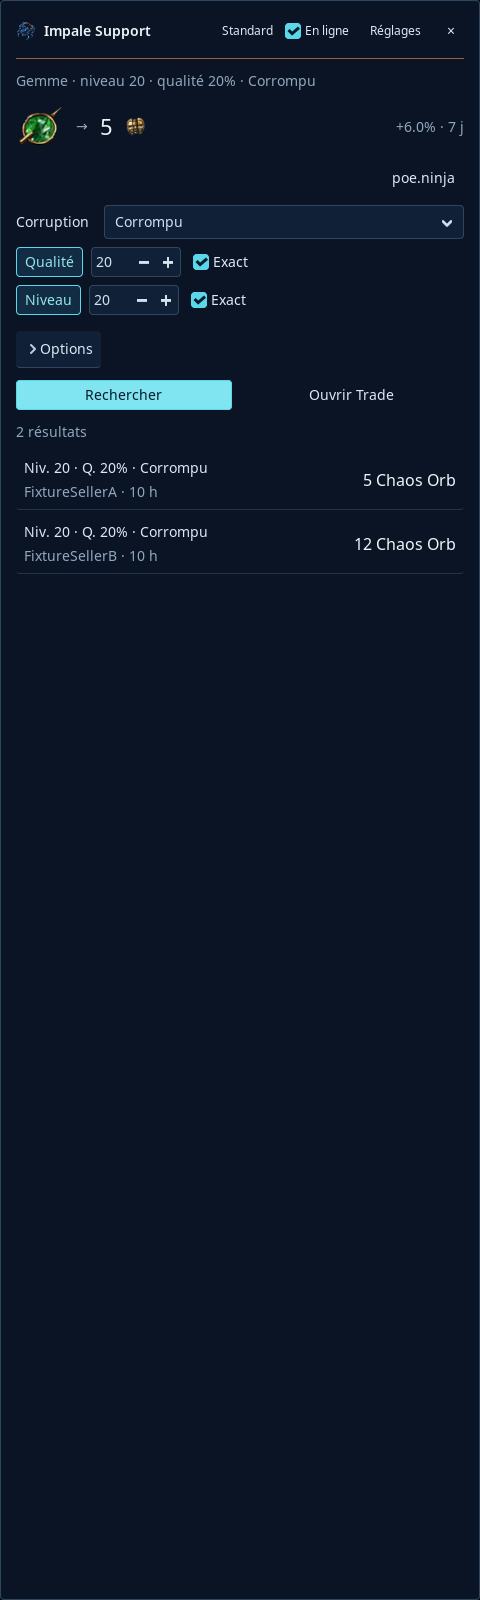 Impale Support Standard En ligne Réglages ×
Gemme · niveau 20 · qualité 20% · Corrompu
→ 5 +6.0% · 7 j
poe.ninja
Corruption Corrompu
Qualité 20 − + Exact
Niveau 20 − + Exact
Options
Rechercher Ouvrir Trade
2 résultats
Niv. 20 · Q. 20% · Corrompu 5 Chaos Orb
FixtureSellerA · 10 h
Niv. 20 · Q. 20% · Corrompu 12 Chaos Orb
FixtureSellerB · 10 h